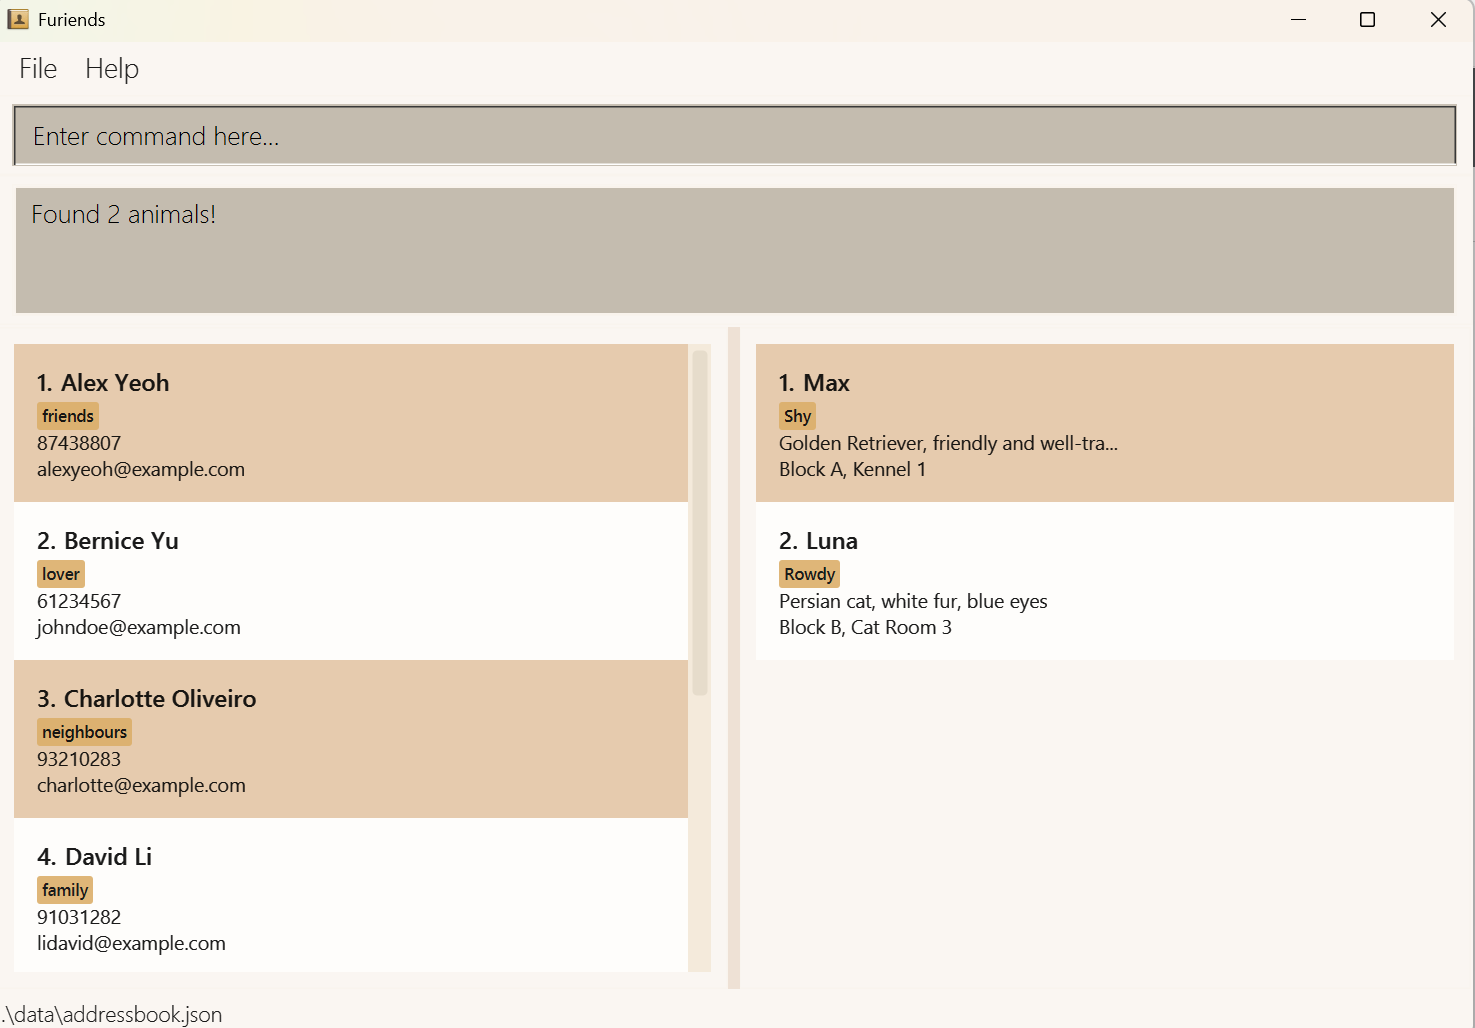 Furiends
File Help
Enter command here...
Found 2 animals!
1. Alex Yeoh
friends
87438807
alexyeoh@example.com
2. Bernice Yu
lover
61234567
johndoe@example.com
3. Charlotte Oliveiro
neighbours
93210283
charlotte@example.com
4. David Li
family
91031282
lidavid@example.com
1. Max
Shy
Golden Retriever, friendly and well-tra...
Block A, Kennel 1
2. Luna
Rowdy
Persian cat, white fur, blue eyes
Block B, Cat Room 3
.\data\addressbook.json